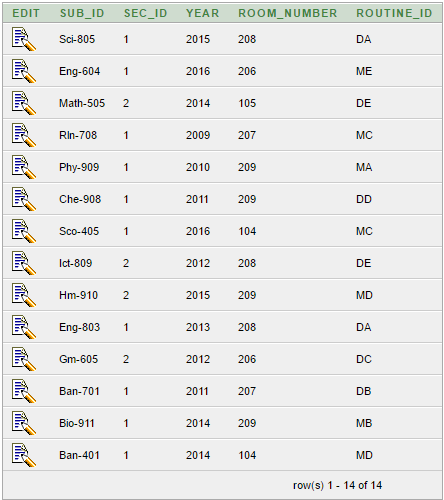 EDIT SUB_ID SEC_ID YEAR ROOM_NUMBER ROUTINE_ID
Sci-805 1 2015 208 DA
Eng-604 1 2016 206 ME
Math-505 2 2014 105 DE
Rln-708 1 2009 207 MC
Phy-909 1 2010 209 MA
Che-908 1 2011 209 DD
Sco-405 1 2016 104 MC
Ict-809 2 2012 208 DE
Hm-910 2 2015 209 MD
Eng-803 1 2013 208 DA
Gm-605 2 2012 206 DC
Ban-701 1 2011 207 DB
Bio-911 1 2014 209 MB
Ban-401 1 2014 104 MD
row(s) 1 - 14 of 14